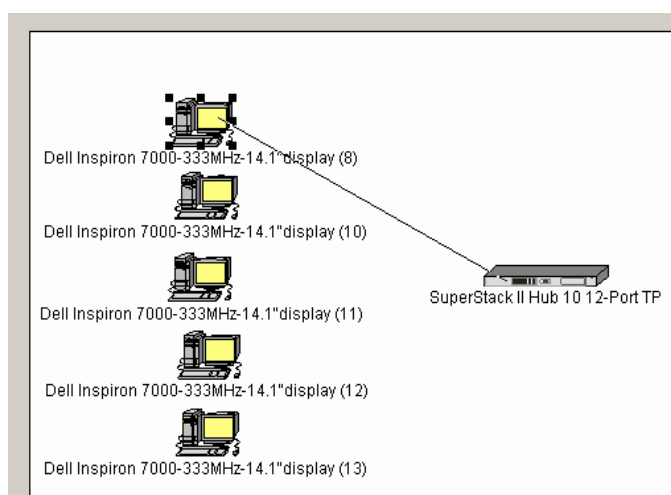 Dell Inspiron 7000-333MHz-14.1"display (8)
Dell Inspiron 7000-333MHz-14.1"display (10)
SuperStack II Hub 10 12-Port TP
Dell Inspiron 7000-333MHz-14.1"display (11)
Dell Inspiron 7000-333MHz-14.1"display (12)
Dell Inspiron 7000-333MHz-14.1"display (13)